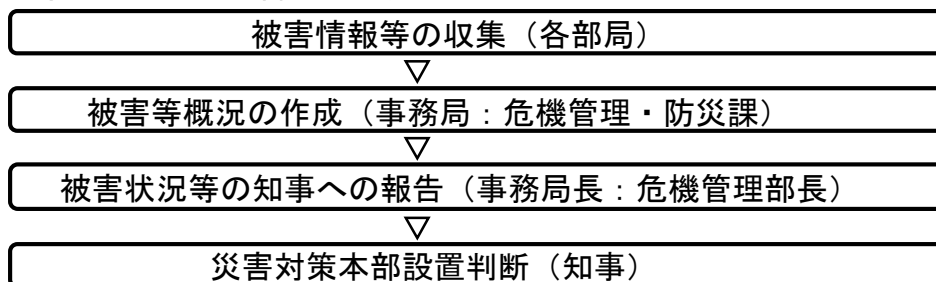 被害情報等の収集（各部局）
▽
被害等概況の作成（事務局：危機管理・防災課）
▽
被害状況等の知事への報告（事務局長：危機管理部長）
▽
災害対策本部設置判断（知事）